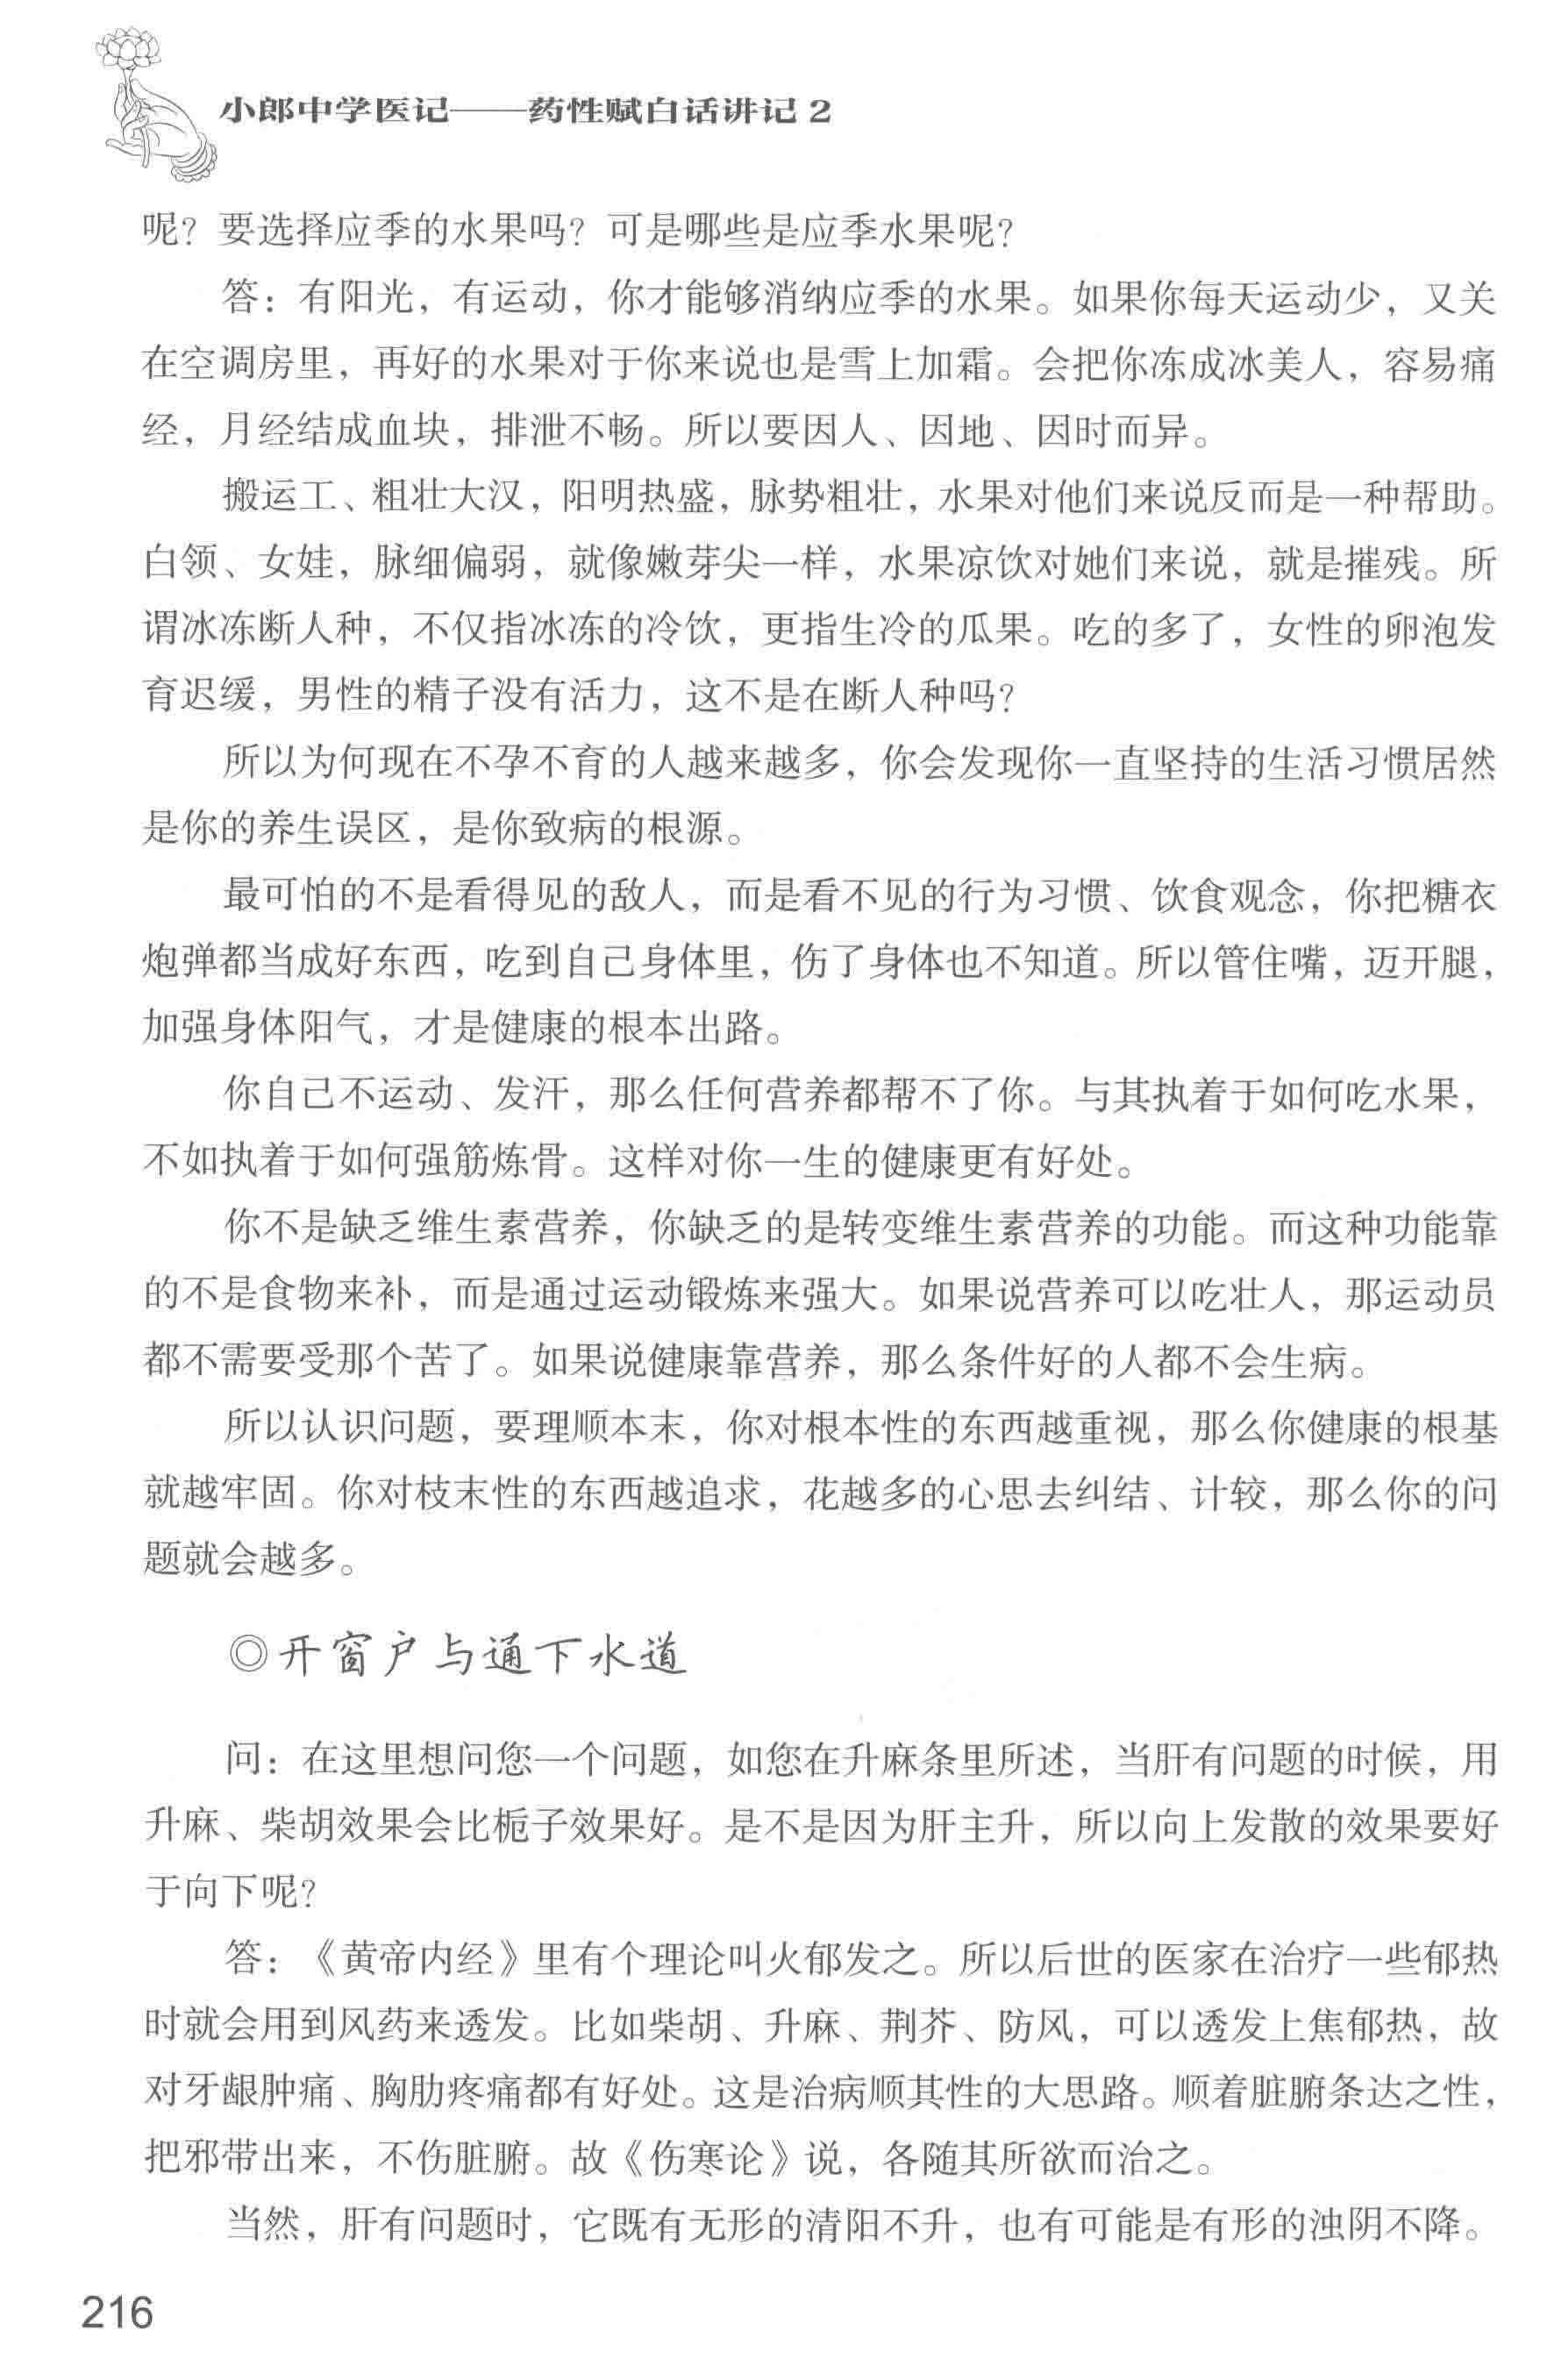 小郎中学医记——药性赋白话讲记2
呢？要选择应季的水果吗？可是哪些是应季水果呢？
答：有阳光，有运动，你才能够消纳应季的水果。如果你每天运动少，又关
在空调房里，再好的水果对于你来说也是雪上加霜。会把你冻成冰美人，容易痛
经，月经结成血块，排泄不畅。所以要因人、因地、因时而异。
搬运工、粗壮大汉，阳明热盛，脉势粗壮，水果对他们来说反而是一种帮助。
白领、女娃，脉细偏弱，就像嫩芽尖一样，水果凉饮对她们来说，就是摧残。所
谓冰冻断人种，不仅指冰冻的冷饮，更指生冷的瓜果。吃的多了，女性的卵泡发
育迟缓，男性的精子没有活力，这不是在断人种吗？
所以为何现在不孕不育的人越来越多，你会发现你一直坚持的生活习惯居然
是你的养生误区，是你致病的根源。
最可怕的不是看得见的敌人，而是看不见的行为习惯、饮食观念，你把糖衣
炮弹都当成好东西，吃到自己身体里，伤了身体也不知道。所以管住嘴，迈开腿，
加强身体阳气，才是健康的根本出路。
你自己不运动、发汗，那么任何营养都帮不了你。与其执着于如何吃水果，
不如执着于如何强筋炼骨。这样对你一生的健康更有好处。
你不是缺乏维生素营养，你缺乏的是转变维生素营养的功能。而这种功能靠
的不是食物来补，而是通过运动锻炼来强大。如果说营养可以吃壮人，那运动员
都不需要受那个苦了。如果说健康靠营养，那么条件好的人都不会生病。
所以认识问题，要理顺本末，你对根本性的东西越重视，那么你健康的根基
就越牢固。你对枝末性的东西越追求，花越多的心思去纠结、计较，那么你的问
题就会越多。
◎开窗户与通下水道
问：在这里想问您一个问题，如您在升麻条里所述，当肝有问题的时候，用
升麻、柴胡效果会比栀子效果好。是不是因为肝主升，所以向上发散的效果要好
于向下呢？
答：《黄帝内经》里有个理论叫火郁发之。所以后世的医家在治疗一些郁热
时就会用到风药来透发。比如柴胡、升麻、荆芥、防风，可以透发上焦郁热，故
对牙龈肿痛、胸肋疼痛都有好处。这是治病顺其性的大思路。顺着脏腑条达之性，
把邪带出来，不伤脏腑。故《伤寒论》说，各随其所欲而治之。
当然，肝有问题时，它既有无形的清阳不升，也有可能是有形的浊阴不降。
216